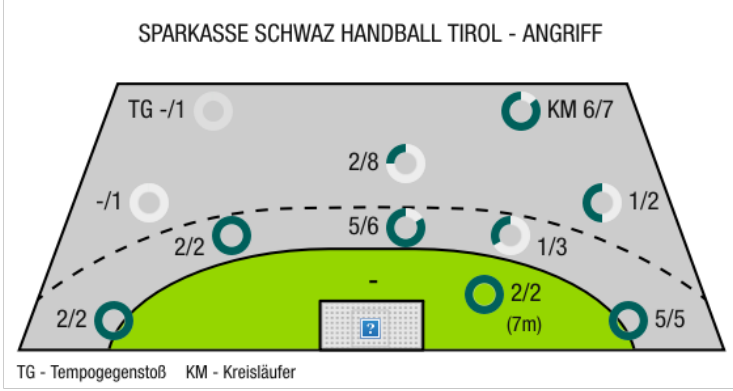 SPARKASSE SCHWAZ HANDBALL TIROL - ANGRIFF
TG -/1
KM 6/7
2/8
-/1
1/2
5/6
2/2
1/3
-
2/2
(7m)
2/2
5/5
?
TG - Tempogegenstoß KM - Kreisläufer